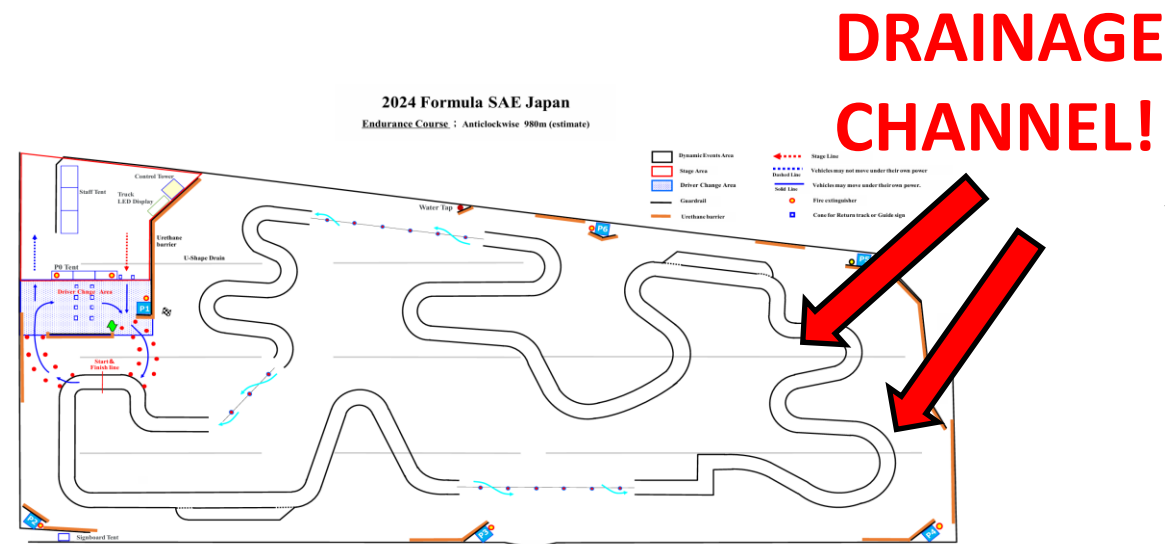 DRAINAGE
CHANNEL!
2024 Formula SAE Japan
Endurance Course ： Anticlockwise 980m (estimate)
Dynamic Events Area
Stage Area
Driver Change Area
Guardrail
Urethane barrier
Stage Line
Dashed Line
Vehicles may not move under their own power
Solid Line
Vehicles may move under their own power.
Fire extinguisher
Cone for Return track or Guide sign
Control Tower
Staff Tent
Truck
LED Display
Water Tap
P6
P5
Urethane
barrier
U-Shape Drain
P0 Tent
Driver Change Area
P1
Start &
Finish line
P2
P3
P4
Signboard Tent